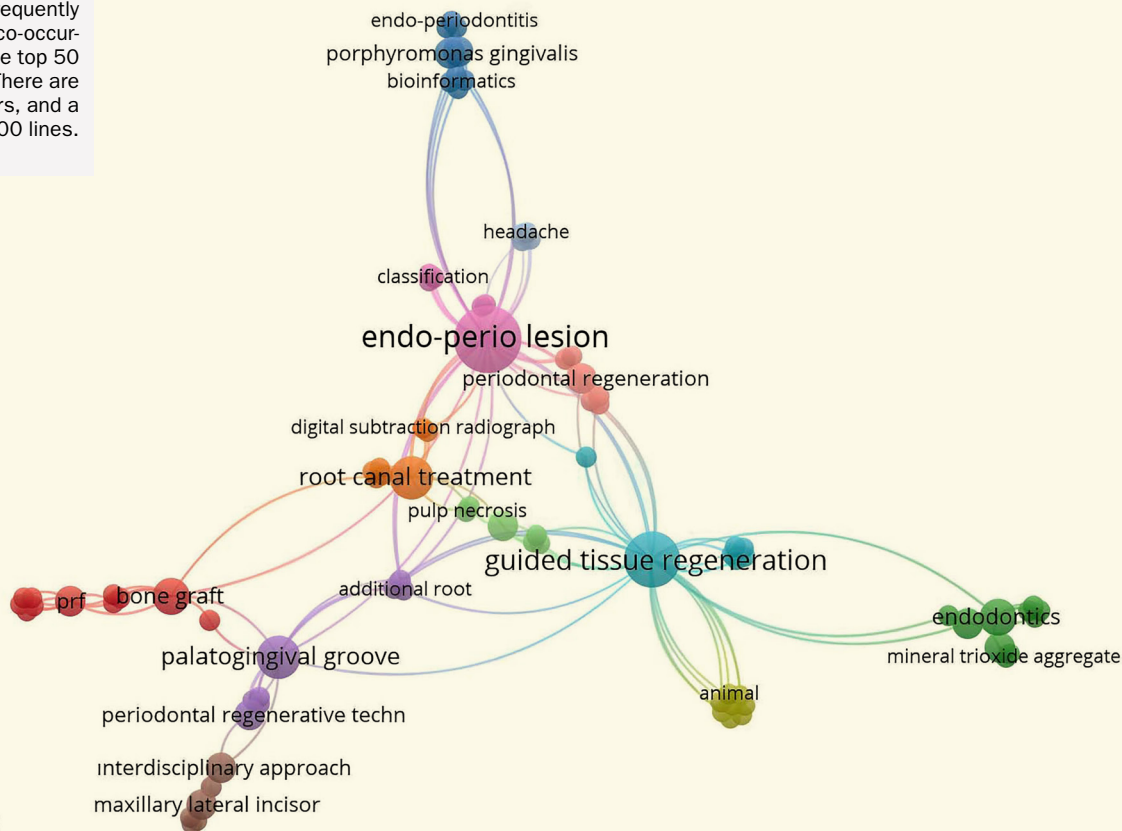 equently
co-occur-
e top 50
here are
rs, and a
00 lines.
endo-periodontitis
porphyromonas gingivalis
bioinformatics
headache
classification
endo-perio lesion
periodontal regeneration
digital subtraction radiograph
root canal treatment
pulp necrosis
guided tissue regeneration
additional root
prf
bone graft
endodontics
palatogingival groove
mineral trioxide aggregate
animal
periodontal regenerative techn
interdisciplinary approach
maxillary lateral incisor